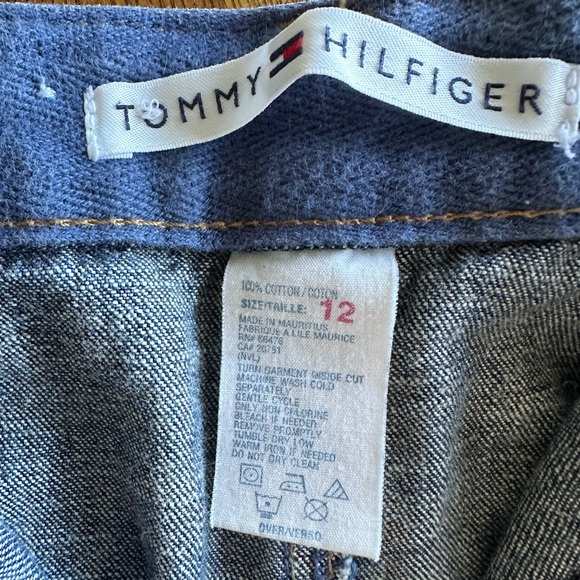 TOMMY HILFIGER
100% COTTON / COTON
SIZE/TAILLE: 12
MADE IN MAURITIUS
FABRIQUE A L'ILE MAURICE
RN# 66476
CA# 20751
(NVL)
TURN GARMENT INSIDE OUT
MACHINE WASH COLD
SEPARATELY
GENTLE CYCLE
ONLY NON CHLORINE
BLEACH IF NEEDED
REMOVE PROMPTLY
TUMBLE DRY LOW
WARM IRON IF NEEDED
DO NOT DRY CLEAN
OVER/VERSO